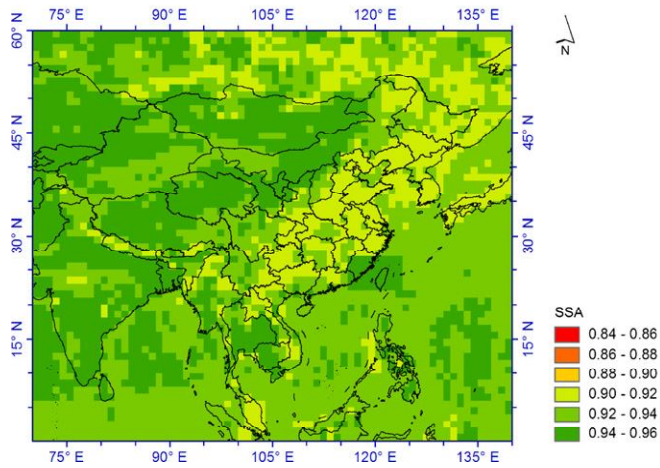 75° E 90° E 105° E 120° E 135° E
60° N
45° N
30° N
15° N
75° E 90° E 105° E 120° E 135° E
N
SSA
0.84 - 0.86
0.86 - 0.88
0.88 - 0.90
0.90 - 0.92
0.92 - 0.94
0.94 - 0.96